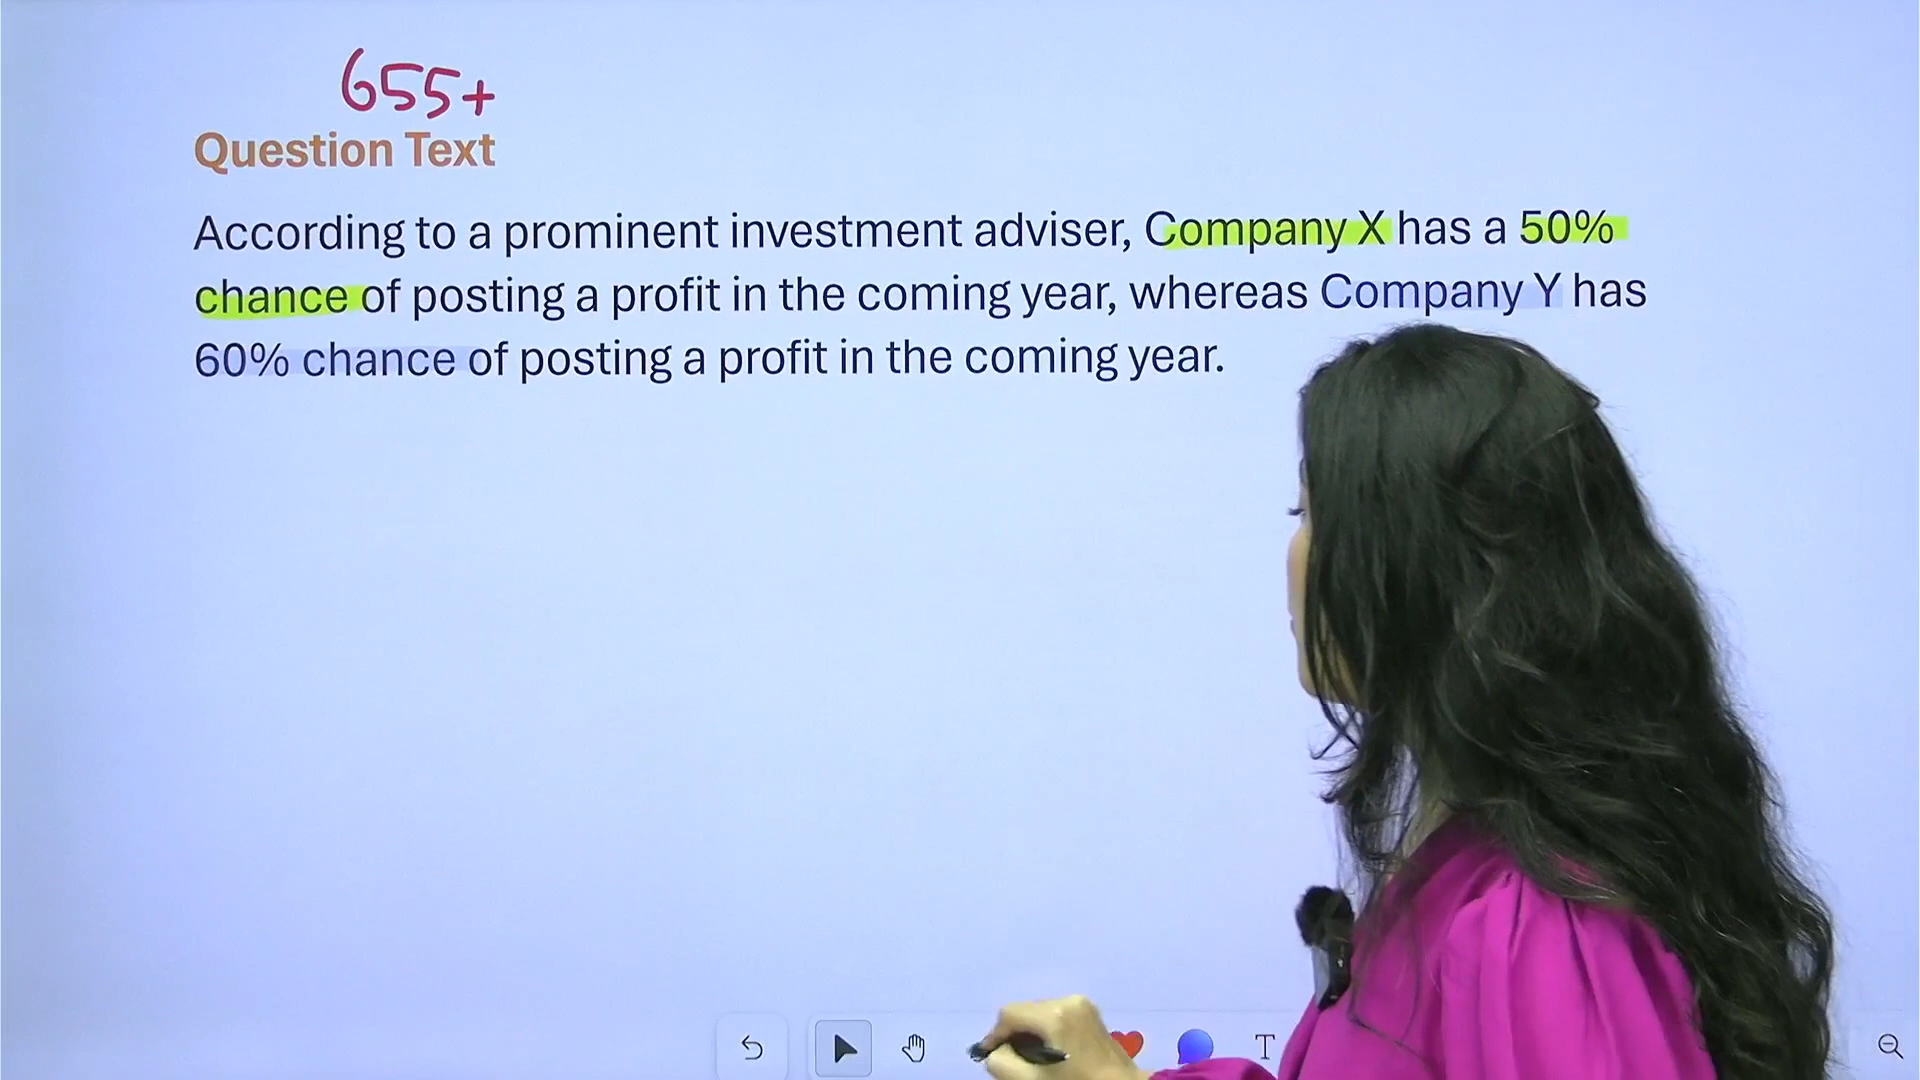 655+
Question Text
According to a prominent investment adviser, Company X has a 50%
chance of posting a profit in the coming year, whereas Company Y has
60% chance of posting a profit in the coming year.
T